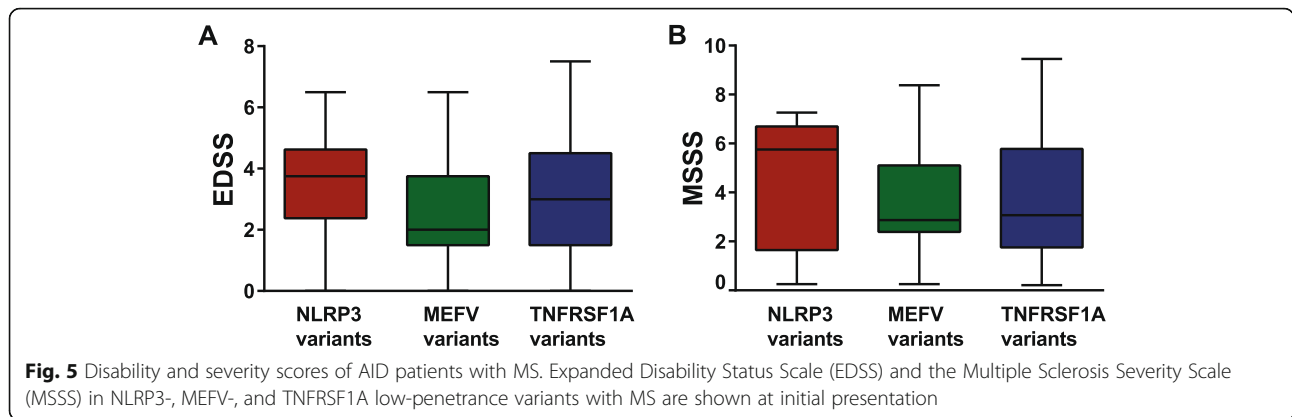 A
B
EDSS
8
6
4
2
0
NLRP3 variants
MEFV variants
TNFRSF1A variants
MSSS
10
8
6
4
2
0
NLRP3 variants
MEFV variants
TNFRSF1A variants
Fig. 5 Disability and severity scores of AID patients with MS. Expanded Disability Status Scale (EDSS) and the Multiple Sclerosis Severity Scale
(MSSS) in NLRP3-, MEFV-, and TNFRSF1A low-penetrance variants with MS are shown at initial presentation